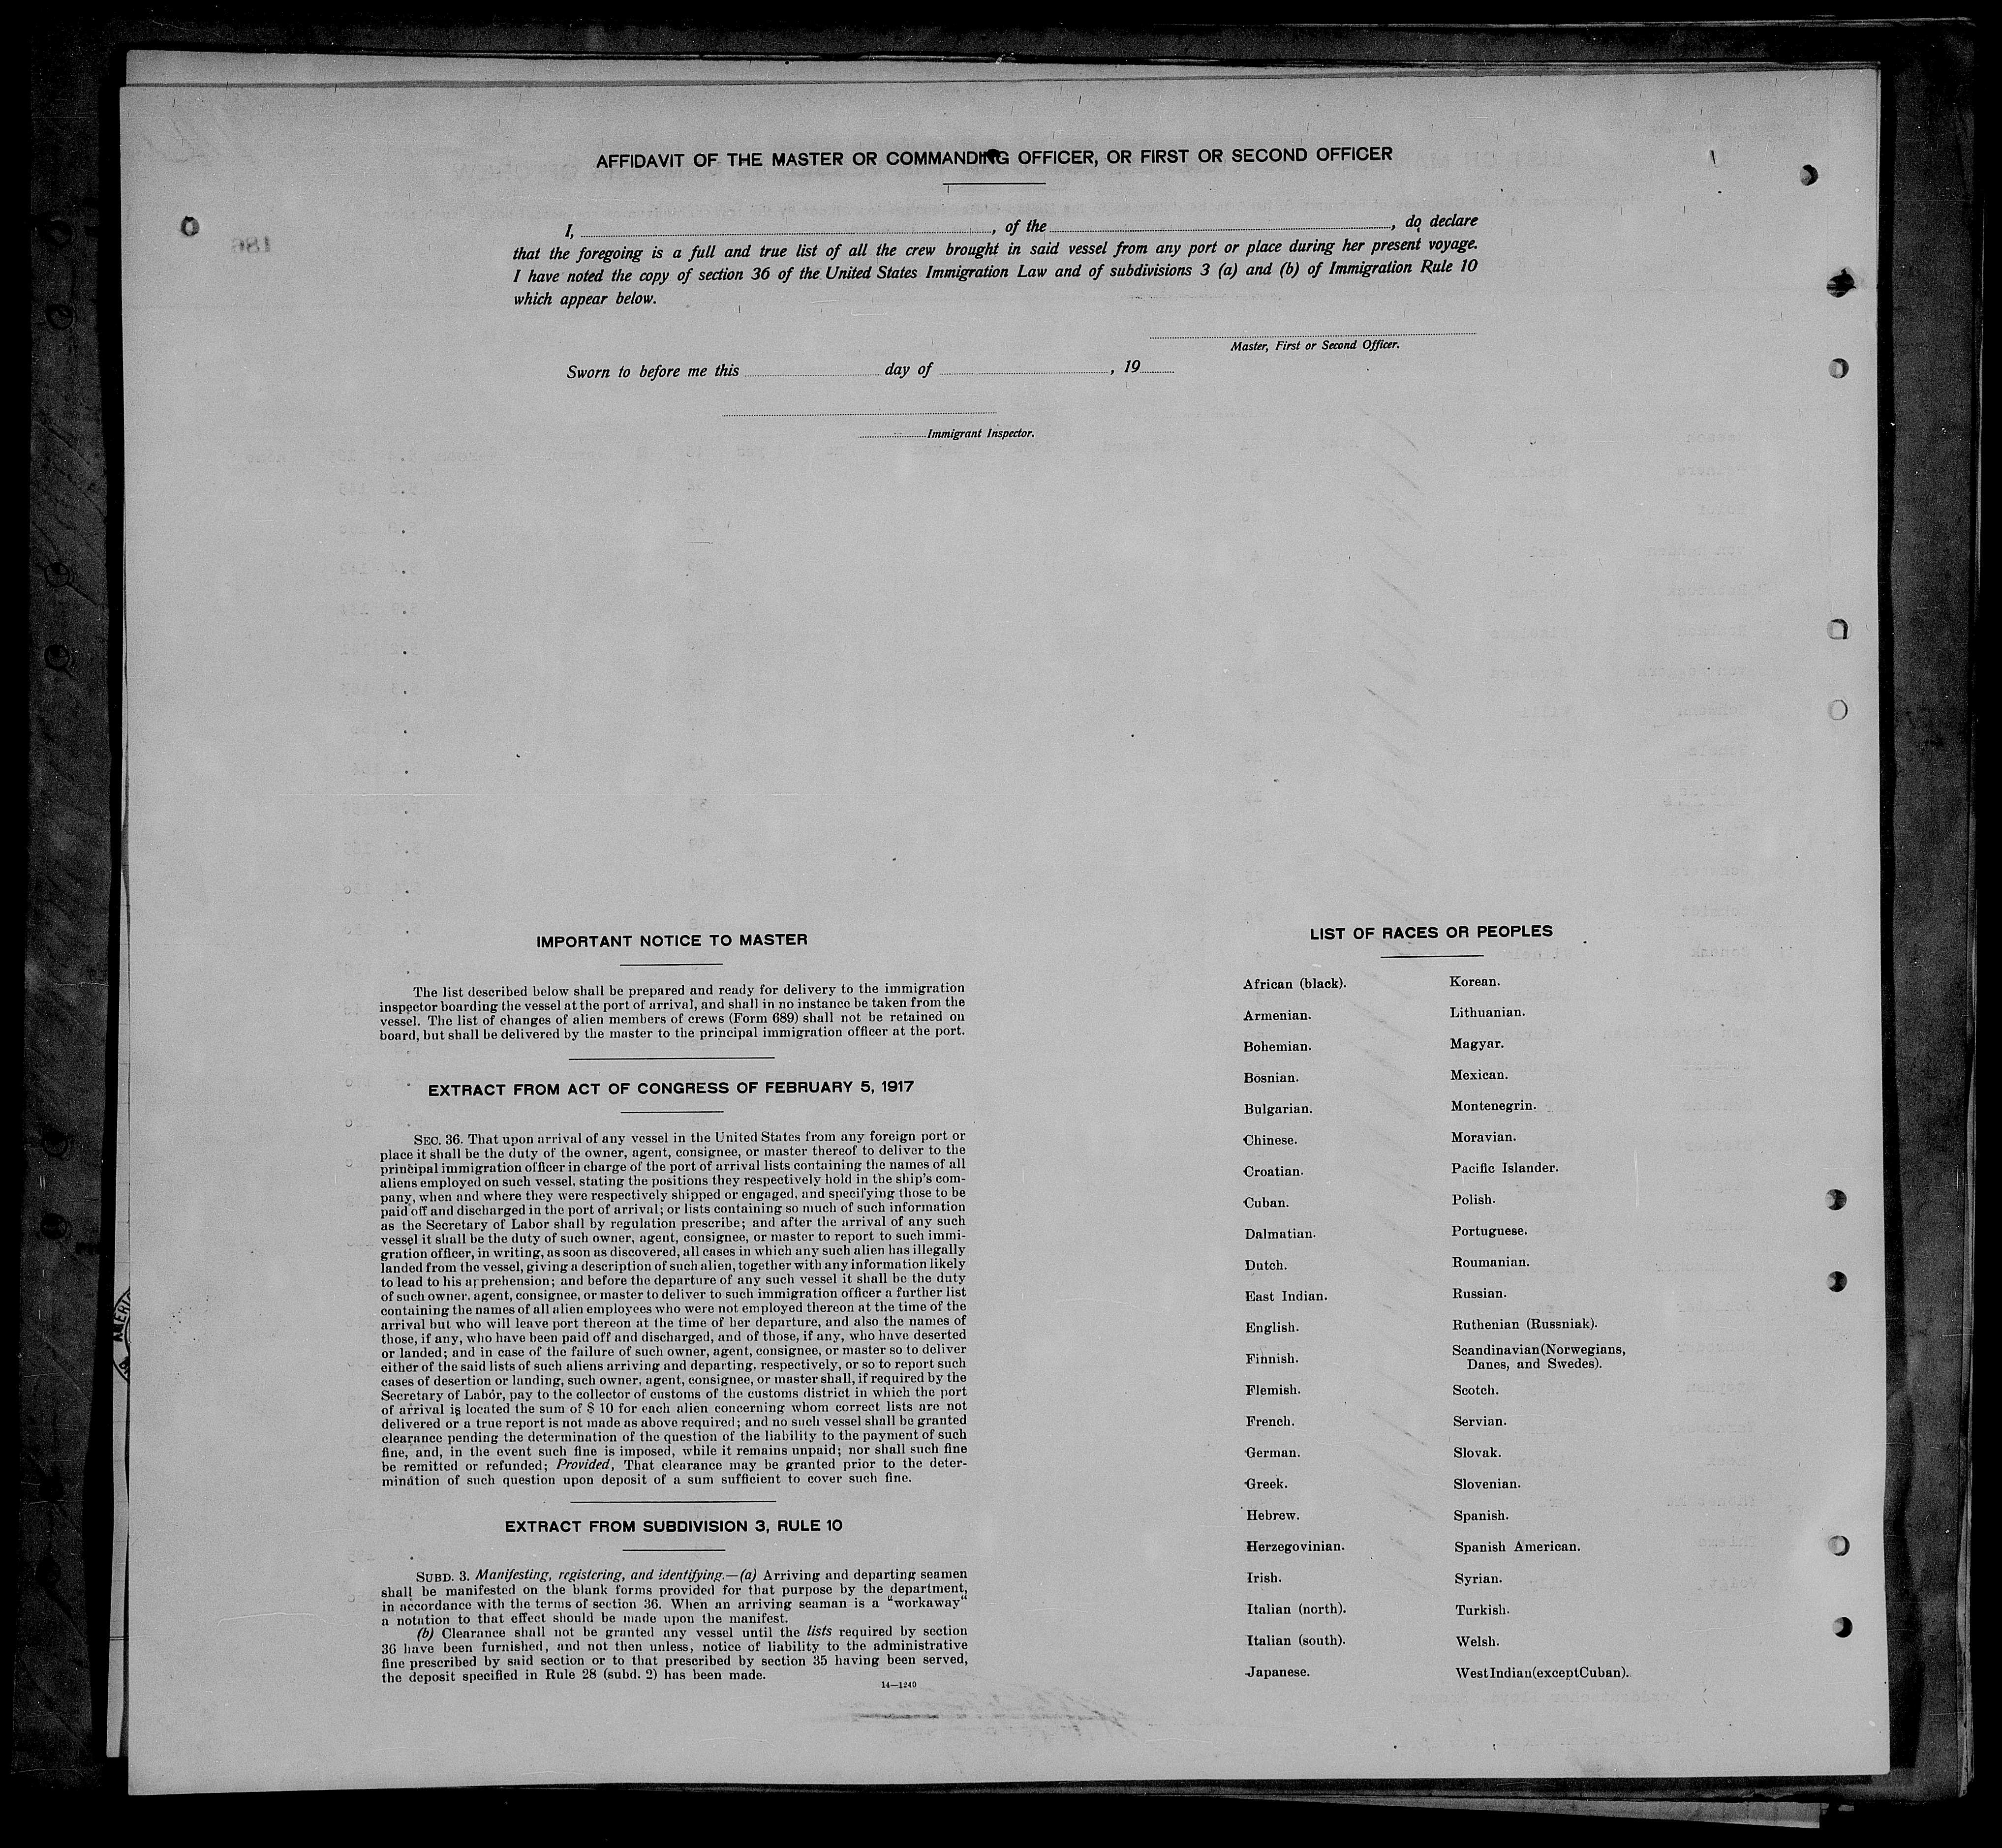 AFFIDAVIT OF THE MASTER OR COMMANDING OFFICER, OR FIRST OR SECOND OFFICER
I, , of the , do declare
that the foregoing is a full and true list of all the crew brought in said vessel from any port or place during her present voyage.
I have noted the copy of section 36 of the United States Immigration Law and of subdivisions 3 (a) and (b) of Immigration Rule 10
which appear below.
Master, First or Second Officer.
Sworn to before me this day of , 19
Immigrant Inspector.
IMPORTANT NOTICE TO MASTER
The list described below shall be prepared and ready for delivery to the immigration
inspector boarding the vessel at the port of arrival, and shall in no instance be taken from the
vessel. The list of changes of alien members of crews (Form 689) shall not be retained on
board, but shall be delivered by the master to the principal immigration officer at the port.
EXTRACT FROM ACT OF CONGRESS OF FEBRUARY 5, 1917
SEC. 36. That upon arrival of any vessel in the United States from any foreign port or
place it shall be the duty of the owner, agent, consignee, or master thereof to deliver to the
principal immigration officer in charge of the port of arrival lists containing the names of all
aliens employed on such vessel, stating the positions they respectively hold in the ship's com-
pany, when and where they were respectively shipped or engaged, and specifying those to be
paid off and discharged in the port of arrival; or lists containing so much of such information
as the Secretary of Labor shall by regulation prescribe; and after the arrival of any such
vessel it shall be the duty of such owner, agent, consignee, or master to report to such immi-
gration officer, in writing, as soon as discovered, all cases in which any such alien has illegally
landed from the vessel, giving a description of such alien, together with any information likely
to lead to his apprehension; and before the departure of any such vessel it shall be the duty
of such owner, agent, consignee, or master to deliver to such immigration officer a further list
containing the names of all alien employees who were not employed thereon at the time of the
arrival but who will leave port thereon at the time of her departure, and also the names of
those, if any, who have been paid off and discharged, and of those, if any, who have deserted
or landed; and in case of the failure of such owner, agent, consignee, or master so to deliver
either of the said lists of such aliens arriving and departing, respectively, or so to report such
cases of desertion or landing, such owner, agent, consignee, or master shall, if required by the
Secretary of Labor, pay to the collector of customs of the customs district in which the port
of arrival is located the sum of $ 10 for each alien concerning whom correct lists are not
delivered or a true report is not made as above required; and no such vessel shall be granted
clearance pending the determination of the question of the liability to the payment of such
fine, and, in the event such fine is imposed, while it remains unpaid; nor shall such fine
be remitted or refunded; Provided, That clearance may be granted prior to the deter-
mination of such question upon deposit of a sum sufficient to cover such fine.
EXTRACT FROM SUBDIVISION 3, RULE 10
SUBD. 3. Manifesting, registering, and identifying.—(a) Arriving and departing seamen
shall be manifested on the blank forms provided for that purpose by the department,
in accordance with the terms of section 36. When an arriving seaman is a "workaway"
a notation to that effect should be made upon the manifest.
(b) Clearance shall not be granted any vessel until the lists required by section
36 have been furnished, and not then unless, notice of liability to the administrative
fine prescribed by said section or to that prescribed by section 35 having been served,
the deposit specified in Rule 28 (subd. 2) has been made.
14—1240
LIST OF RACES OR PEOPLES
African (black).
Armenian.
Bohemian.
Bosnian.
Bulgarian.
Chinese.
Croatian.
Cuban.
Dalmatian.
Dutch.
East Indian.
English.
Finnish.
Flemish.
French.
German.
Greek.
Hebrew.
Herzegovinian.
Irish.
Italian (north).
Italian (south).
Japanese.
Korean.
Lithuanian.
Magyar.
Mexican.
Montenegrin.
Moravian.
Pacific Islander.
Polish.
Portuguese.
Roumanian.
Russian.
Ruthenian (Russniak).
Scandinavian (Norwegians,
Danes, and Swedes).
Scotch.
Servian.
Slovak.
Slovenian.
Spanish.
Spanish American.
Syrian.
Turkish.
Welsh.
West Indian (except Cuban).